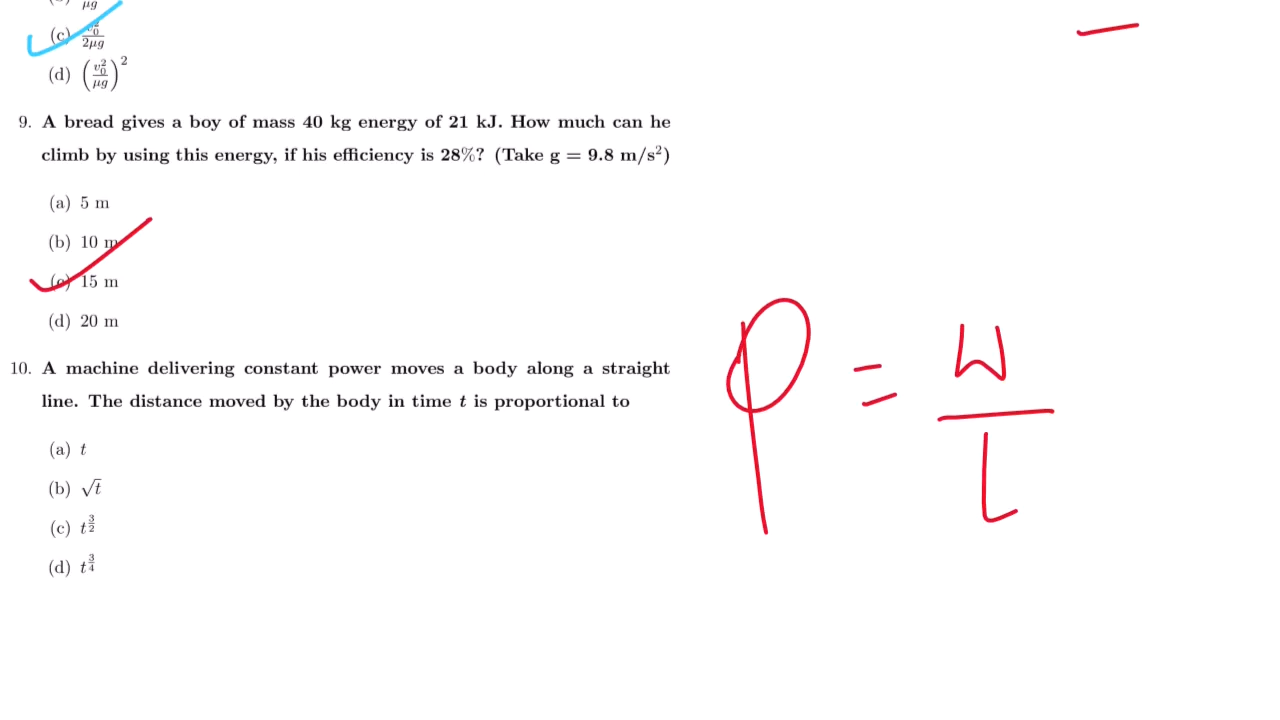 μg
(c) v₀²/2μg
(d) (v₀²/μg)²
9. A bread gives a boy of mass 40 kg energy of 21 kJ. How much can he
climb by using this energy, if his efficiency is 28%? (Take g = 9.8 m/s²)
(a) 5 m
(b) 10 m
(c) 15 m
(d) 20 m
10. A machine delivering constant power moves a body along a straight
line. The distance moved by the body in time t is proportional to
(a) t
(b) √t
(c) t^(3/2)
(d) t^(3/4)
P = W/t